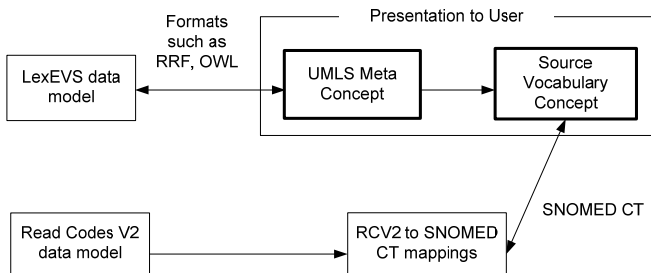 Presentation to User
Formats
such as
RRF, OWL
LexEVS data
model
UMLS Meta
Concept
Source
Vocabulary
Concept
SNOMED CT
Read Codes V2
data model
RCV2 to SNOMED
CT mappings